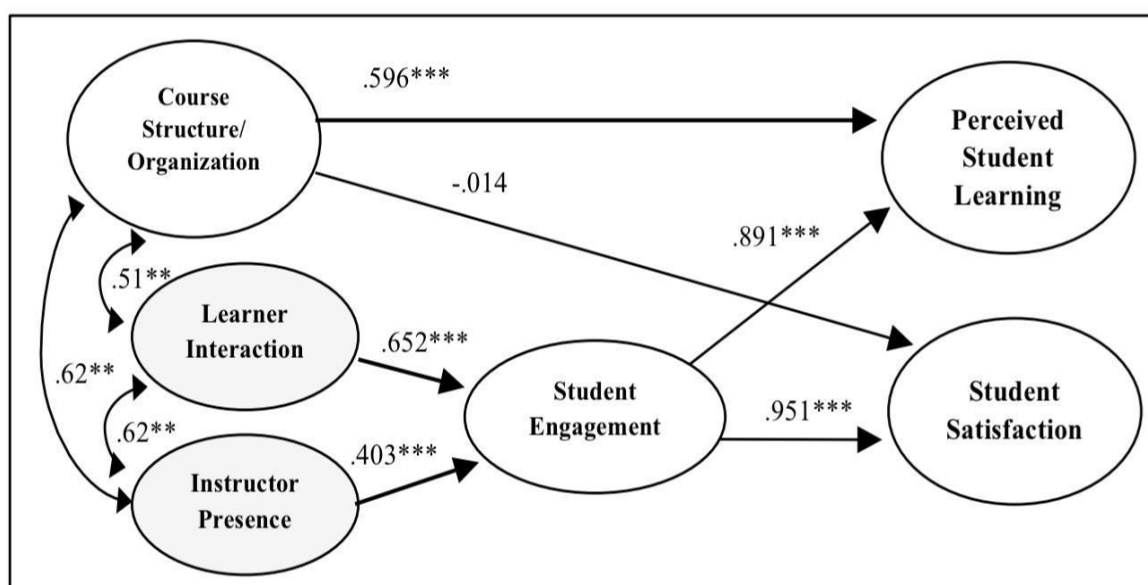 Course
Structure/
Organization
.596***
-.014
Perceived
Student
Learning
.891***
.51**
Learner
Interaction
.652***
.62**
.62**
Student
Engagement
.951***
Student
Satisfaction
.403***
Instructor
Presence